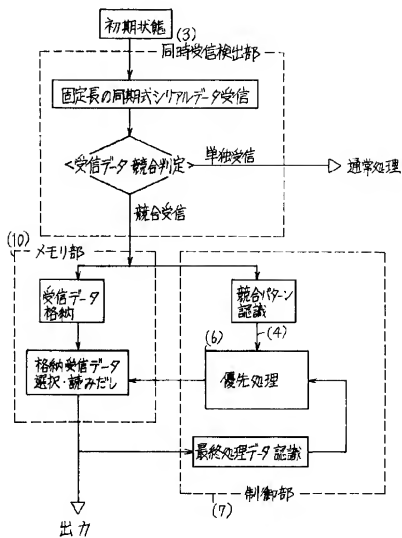 初期状態
(3)
同時受信検出部
固定長の同期式シリアルデータ受信
受信データ 競合判定
単独受信
通常処理
競合受信
(10)
メモリ部
受信データ
格納
競合パターン
認識
(4)
(6)
格納受信データ
選択・読みだし
優先処理
最終処理データ認識
制御部
(7)
出力